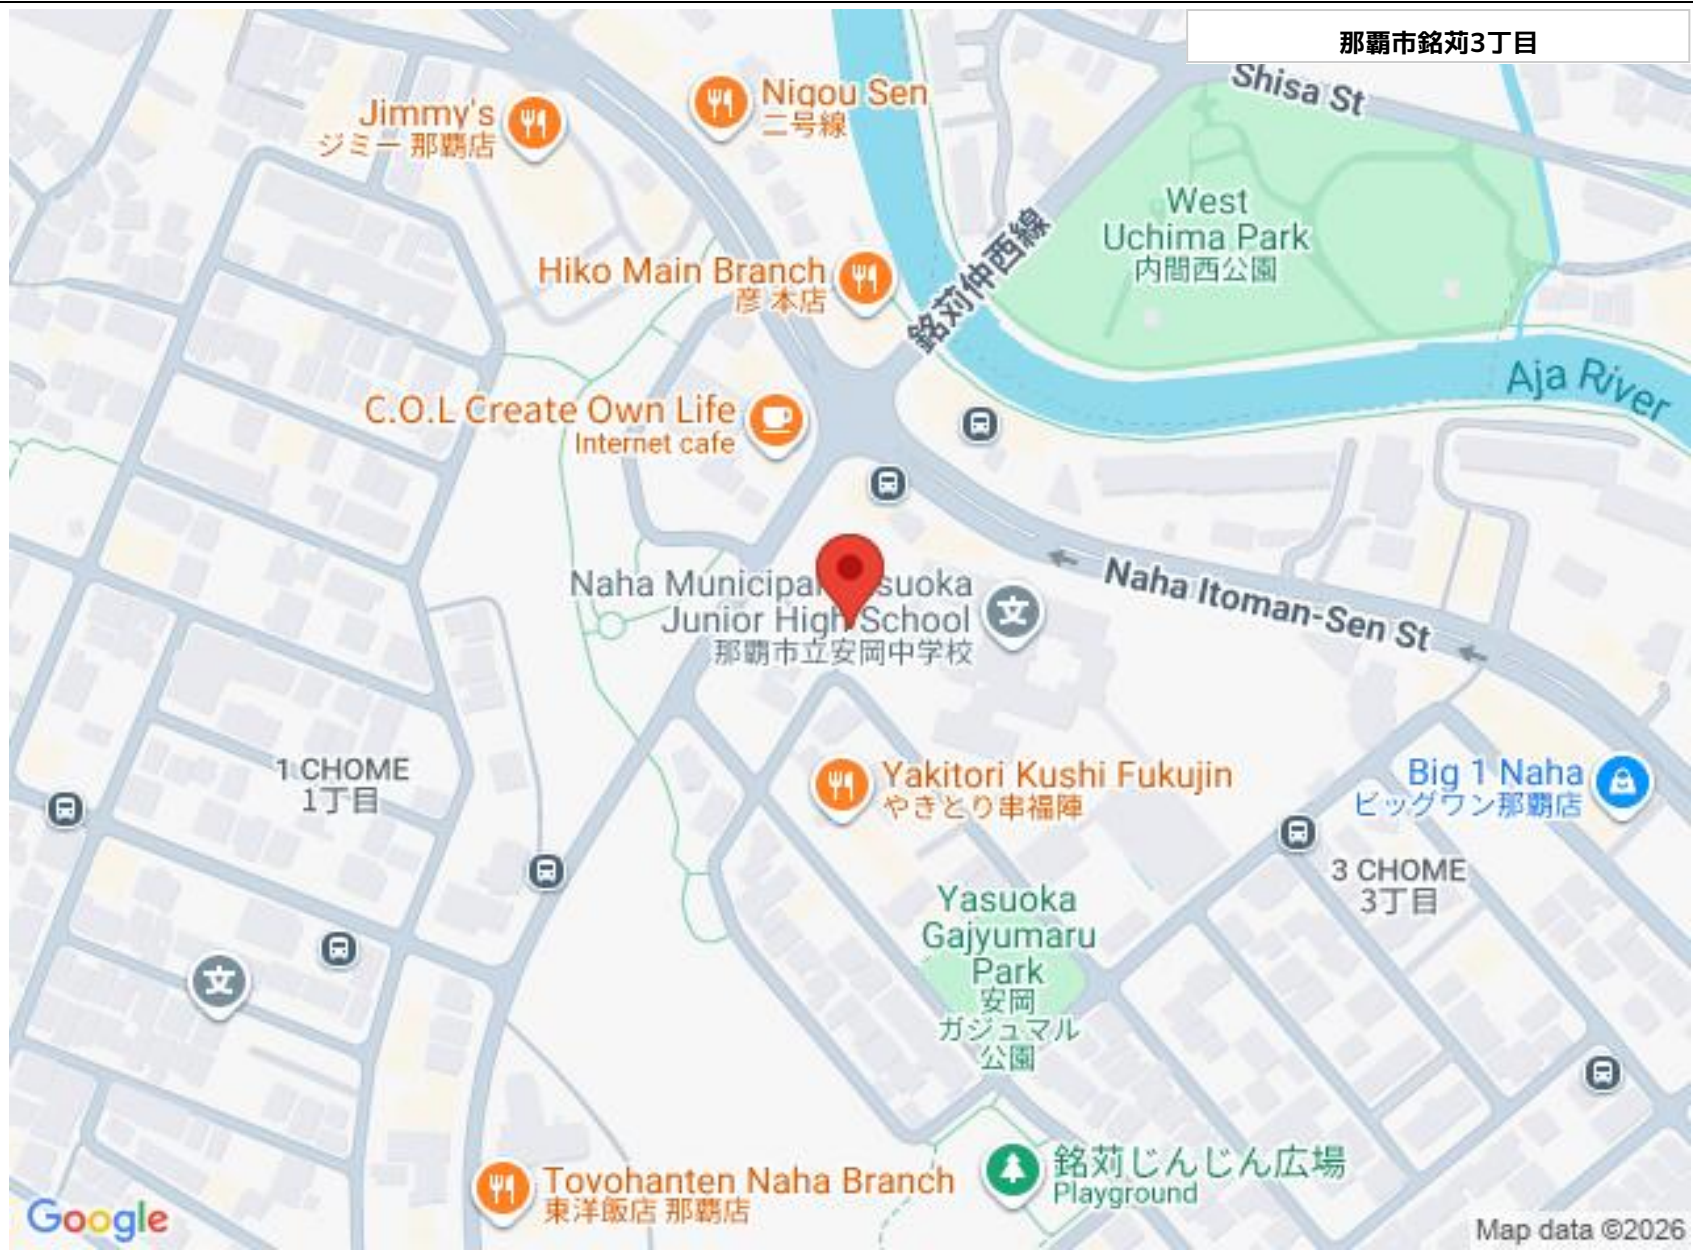 那覇市銘苅3丁目
Shisa St
Jimmy's
ジミー 那覇店
Nigou Sen
二号線
West
Uchima Park
内間西公園
Hiko Main Branch
彦 本店
銘苅仲西線
Aja River
C.O.L Create Own Life
Internet cafe
Naha Itoman-Sen St
Naha Municipal suoka
Junior High School
那覇市立安岡中学校
文
1 CHOME
1丁目
Yakitori Kushi Fukujin
やきとり串福陣
Big 1 Naha
ビッグワン那覇店
3 CHOME
3丁目
Yasuoka
Gajyumaru
Park
安岡
ガジュマル
公園
文
銘苅じんじん広場
Playground
Toyohanten Naha Branch
東洋飯店 那覇店
Google
Map data ©2026